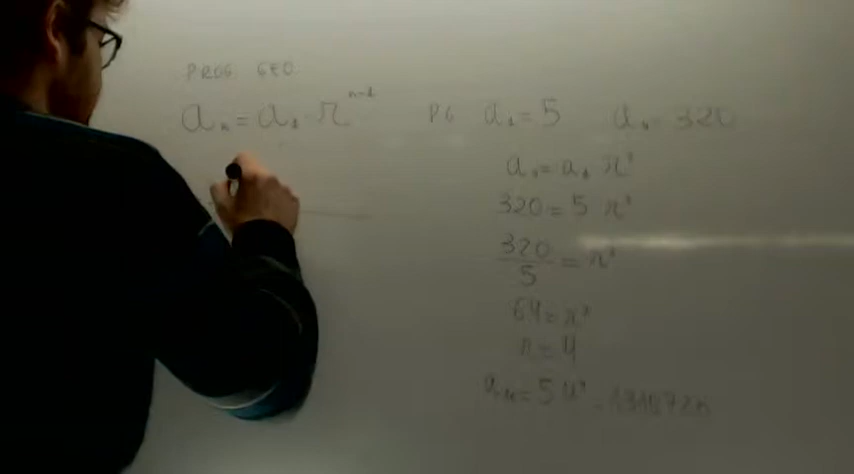 PROG GEO
aₙ = a₁ · r^(n-1)
PG a₁ = 5 a₄ = 320
a₄ = a₁ r³
320 = 5 r³
320/5 = r³
64 = r³
r = 4
a₁₀ = 5 4⁹ = 1310720